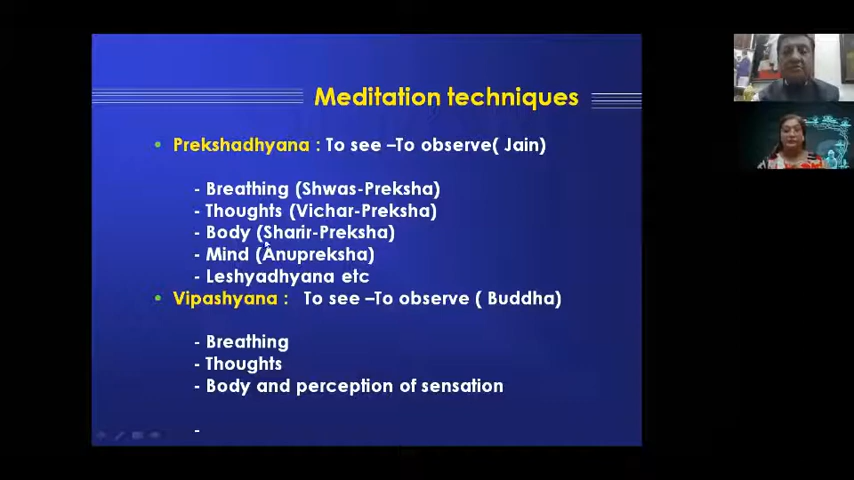 Meditation techniques
• Prekshadhyana : To see –To observe( Jain)
- Breathing (Shwas-Preksha)
- Thoughts (Vichar-Preksha)
- Body (Sharir-Preksha)
- Mind (Anupreksha)
- Leshyadhyana etc
• Vipashyana : To see –To observe ( Buddha)
- Breathing
- Thoughts
- Body and perception of sensation
-